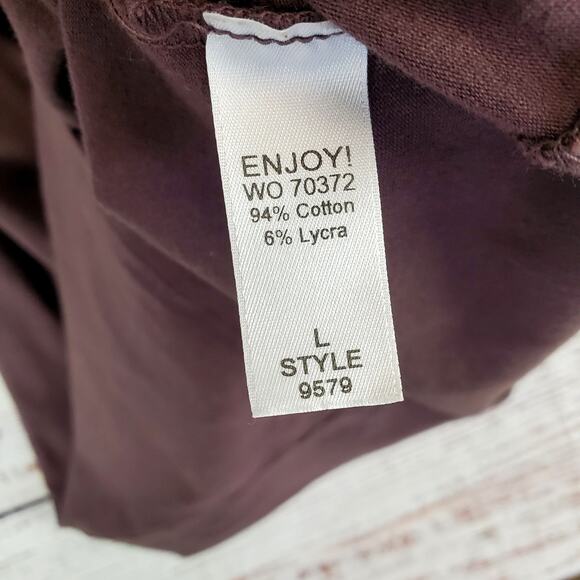 ENJOY!
WO 70372
94% Cotton
6% Lycra
L
STYLE
9579